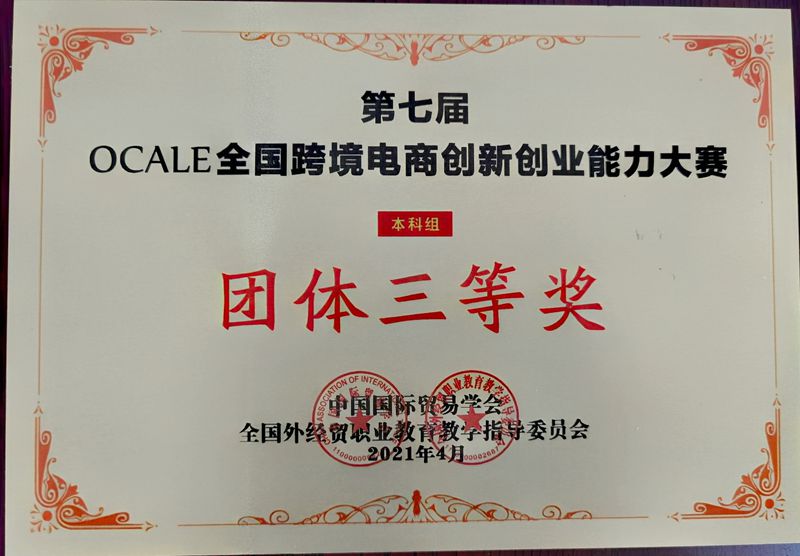 第七届
OCALE全国跨境电商创新创业能力大赛
本科组
团体三等奖
中国国际贸易学会
全国外经贸职业教育教学指导委员会
2021年4月